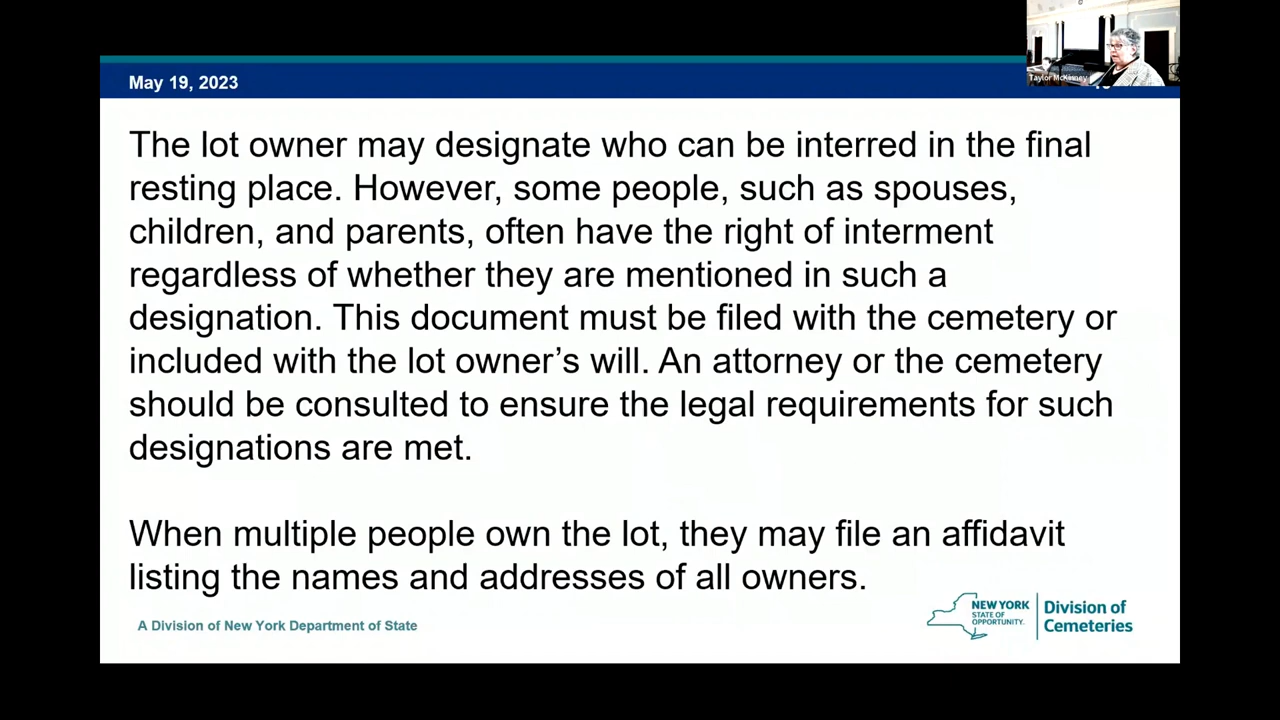 Taylor McKinney
May 19, 2023
The lot owner may designate who can be interred in the final
resting place. However, some people, such as spouses,
children, and parents, often have the right of interment
regardless of whether they are mentioned in such a
designation. This document must be filed with the cemetery or
included with the lot owner's will. An attorney or the cemetery
should be consulted to ensure the legal requirements for such
designations are met.
When multiple people own the lot, they may file an affidavit
listing the names and addresses of all owners.
A Division of New York Department of State
NEW YORK
STATE OF
OPPORTUNITY.
Division of
Cemeteries